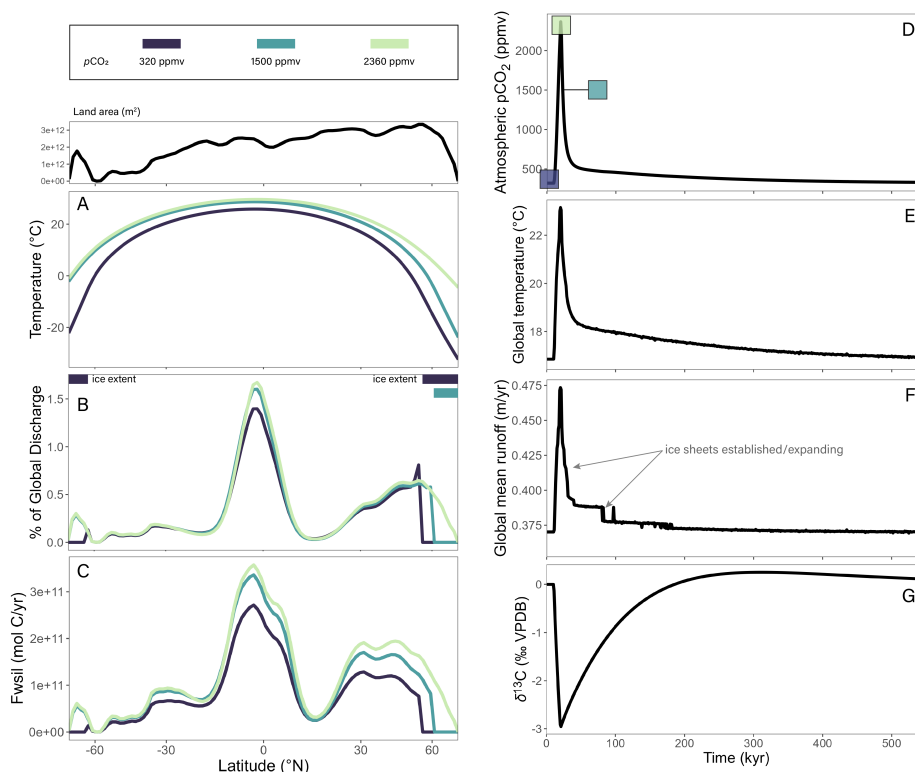 pCO₂
320 ppmv
1500 ppmv
2360 ppmv
Land area (m²)
3e+12
2e+12
1e+12
0e+00
A
Temperature (°C)
20
0
-20
B
ice extent
ice extent
% of Global Discharge
1.5
1.0
0.5
0.0
C
Fwsil (mol C/yr)
3e+11
2e+11
1e+11
0e+00
-60
-30
0
30
60
Latitude (°N)
D
Atmospheric pCO₂ (ppmv)
2000
1500
1000
500
E
Global temperature (°C)
22
20
18
F
Global mean runoff (m/yr)
0.475
0.450
0.425
0.400
0.375
ice sheets established/expanding
G
δ¹³C (‰ VPDB)
0
-1
-2
-3
0
100
200
300
400
500
Time (kyr)